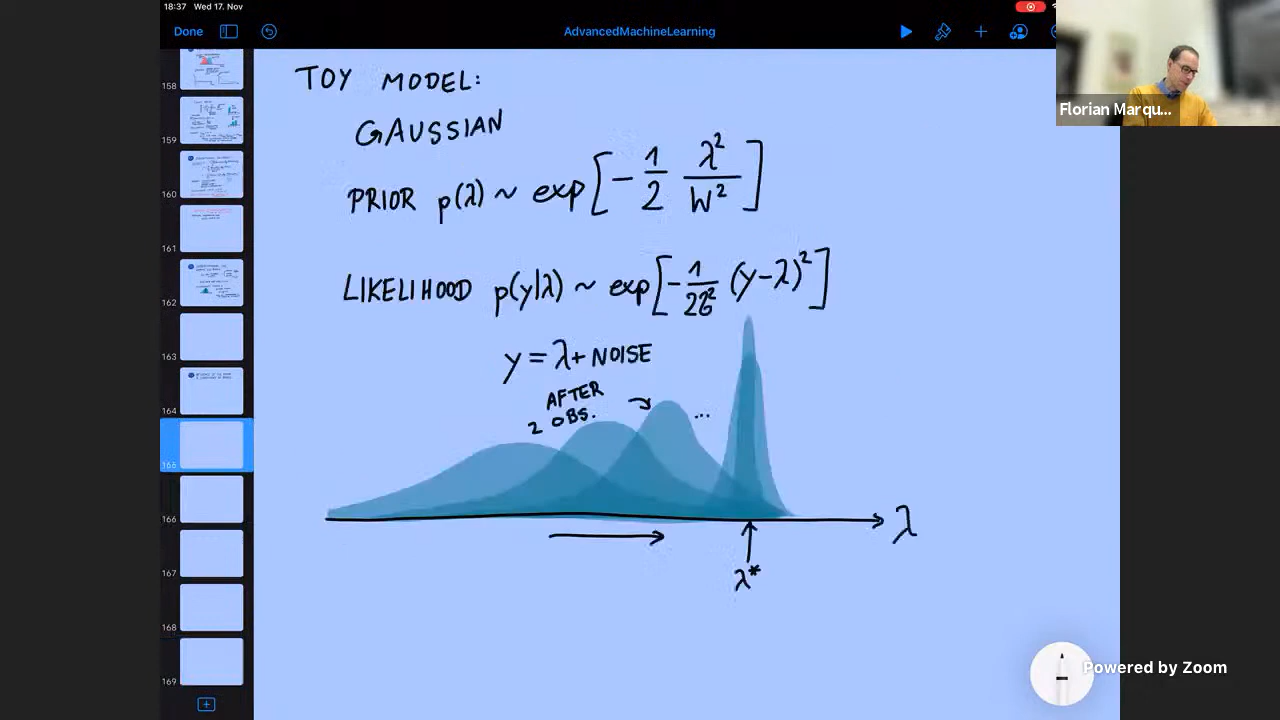 18:37 Wed 17. Nov
Done
AdvancedMachineLearning
Florian Marqu...
158
159
160
161
162
163
164
165
166
167
168
169
TOY MODEL:
GAUSSIAN
PRIOR p(λ) ~ exp[-1/2 λ²/W²]
LIKELIHOOD p(y|λ) ~ exp[-1/2σ² (y-λ)²]
y = λ + NOISE
AFTER
2 OBS.
...
λ
λ*
Powered by Zoom